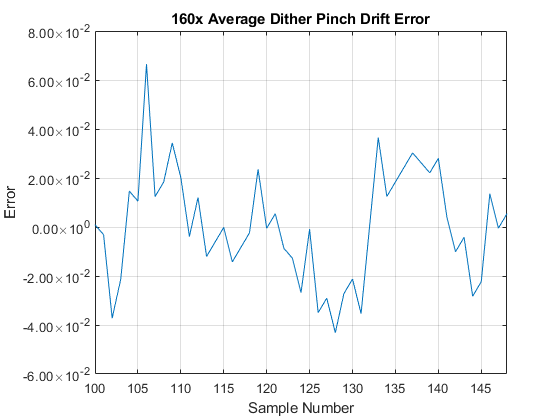 160x Average Dither Pinch Drift Error
8.00×10⁻²
6.00×10⁻²
4.00×10⁻²
2.00×10⁻²
0.00×10⁰
-2.00×10⁻²
-4.00×10⁻²
-6.00×10⁻²
Error
100 105 110 115 120 125 130 135 140 145
Sample Number